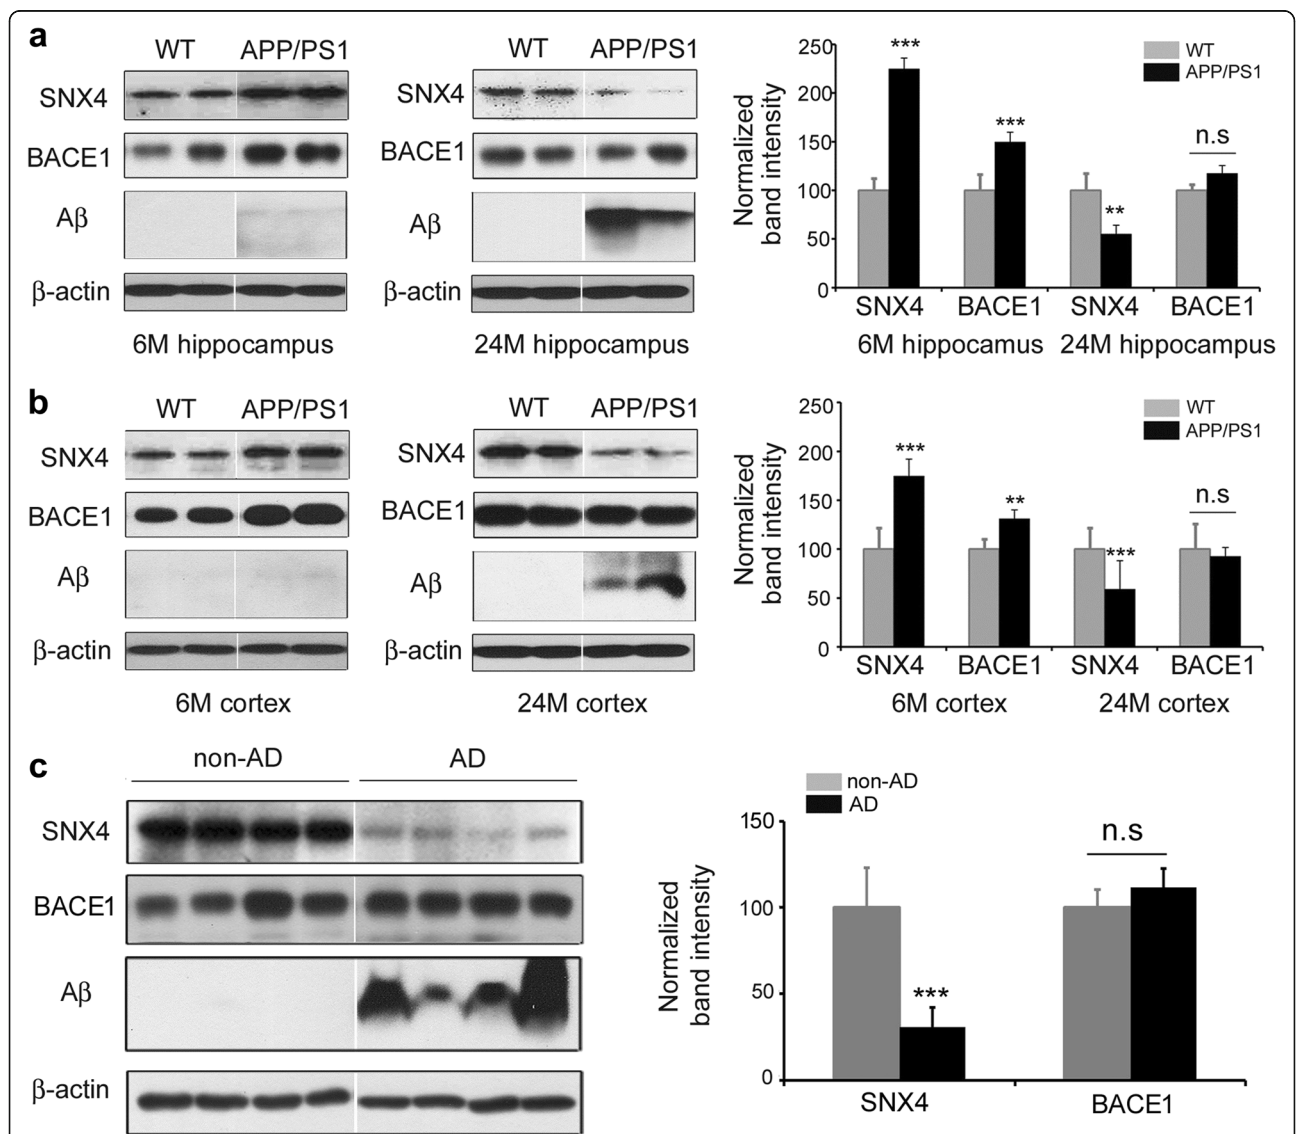 a
WT APP/PS1
SNX4
BACE1
Aβ
β-actin
6M hippocampus
WT APP/PS1
SNX4
BACE1
Aβ
β-actin
24M hippocampus
Normalized
band intensity
250
200
150
100
50
0
WT
APP/PS1
***
***
**
n.s
SNX4 BACE1 SNX4 BACE1
6M hippocamus 24M hippocampus
b
WT APP/PS1
SNX4
BACE1
Aβ
β-actin
6M cortex
WT APP/PS1
SNX4
BACE1
Aβ
β-actin
24M cortex
Normalized
band intensity
250
200
150
100
50
0
WT
APP/PS1
***
**
***
n.s
SNX4 BACE1 SNX4 BACE1
6M cortex 24M cortex
c
non-AD AD
SNX4
BACE1
Aβ
β-actin
Normalized
band intensity
150
100
50
0
non-AD
AD
***
n.s
SNX4 BACE1